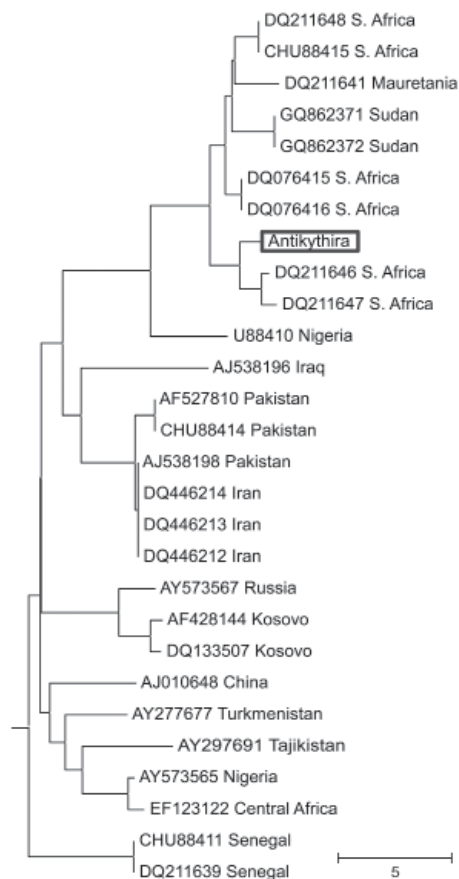 DQ211648 S. Africa
CHU88415 S. Africa
DQ211641 Mauretania
GQ862371 Sudan
GQ862372 Sudan
DQ076415 S. Africa
DQ076416 S. Africa
Antikythira
DQ211646 S. Africa
DQ211647 S. Africa
U88410 Nigeria
AJ538196 Iraq
AF527810 Pakistan
CHU88414 Pakistan
AJ538198 Pakistan
DQ446214 Iran
DQ446213 Iran
DQ446212 Iran
AY573567 Russia
AF428144 Kosovo
DQ133507 Kosovo
AJ010648 China
AY277677 Turkmenistan
AY297691 Tajikistan
AY573565 Nigeria
EF123122 Central Africa
CHU88411 Senegal
DQ211639 Senegal
5